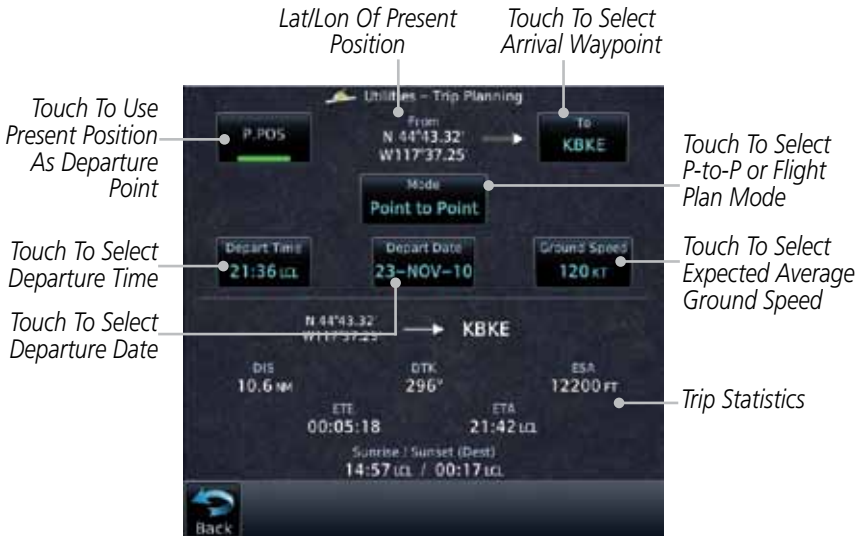 Lat/Lon Of Present
Position
Touch To Select
Arrival Waypoint
Touch To Use
Present Position
As Departure
Point
Touch To Select
P-to-P or Flight
Plan Mode
Touch To Select
Departure Time
Touch To Select
Departure Date
Touch To Select
Expected Average
Ground Speed
Trip Statistics
Utilities – Trip Planning
P.POS
From
N 44°43.32'
W117°37.25'
To
KBKE
Mode
Point to Point
Depart Time
21:36 LCL
Depart Date
23-NOV-10
Ground Speed
120 KT
N 44°43.32'
W117°37.25'
KBKE
DIS
10.6 NM
DTK
296°
ESA
12200 FT
ETE
00:05:18
ETA
21:42 LCL
Sunrise / Sunset (Dest)
14:57 LCL / 00:17 LCL
Back